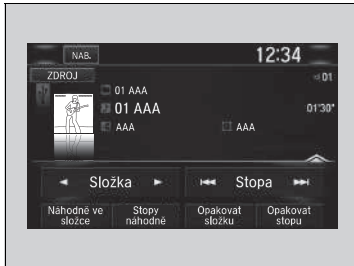 NAB.
12:34
ZDROJ
01
01 AAA
01 AAA
01'30"
AAA
AAA
Složka
Stopa
Náhodně ve složce
Stopy náhodně
Opakovat složku
Opakovat stopu